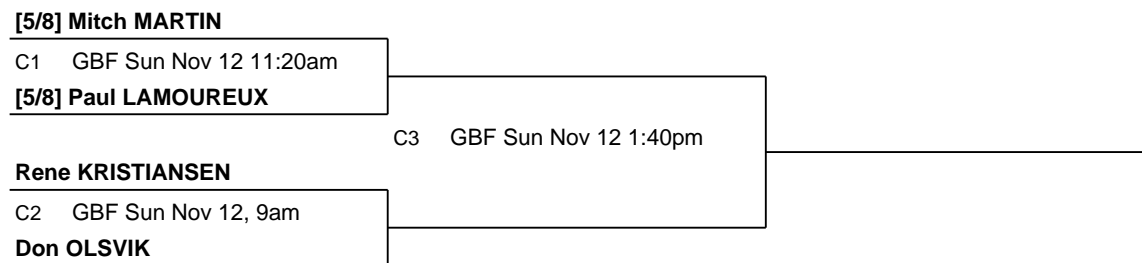 [5/8] Mitch MARTIN
C1 GBF Sun Nov 12 11:20am
[5/8] Paul LAMOUREUX
C3 GBF Sun Nov 12 1:40pm
Rene KRISTIANSEN
C2 GBF Sun Nov 12, 9am
Don OLSVIK